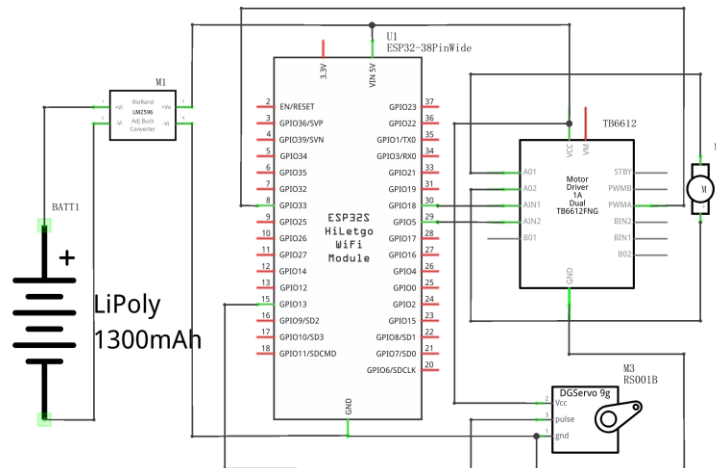 U1
ESP32-38PinWide
3.3V
VIN 5V
M1
RioRand
LM2596
Adj Buck
Converter
+Vi
-Vi
+Vo
-Vo
BATT1
+
LiPoly
1300mAh
2 EN/RESET
3 GPIO36/SVP
4 GPIO39/SVN
5 GPIO34
6 GPIO35
7 GPIO32
8 GPIO33
9 GPIO25
10 GPIO26
11 GPIO27
12 GPIO14
13 GPIO12
15 GPIO13
16 GPIO9/SD2
17 GPIO10/SD3
18 GPIO11/SDCMD
ESP32S
HiLetgo
WiFi
Module
GPIO23 37
GPIO22 36
GPIO1/TX0 35
GPIO3/RX0 34
GPIO21 33
GPIO19 31
GPIO18 30
GPIO5 29
GPIO17 28
GPIO16 27
GPIO4 26
GPIO0 25
GPIO2 24
GPIO15 23
GPIO8/SD1 22
GPIO7/SD0 21
GPIO6/SDCLK 20
GND
TB6612
VCC
VM
Motor
Driver
1A
Dual
TB6612FNG
A01
A02
AIN1
AIN2
B01
STBY
PWMB
PWMA
BIN2
BIN1
B02
GND
M
M3
RS001B
DGServo 9g
2 Vcc
3 pulse
1 gnd